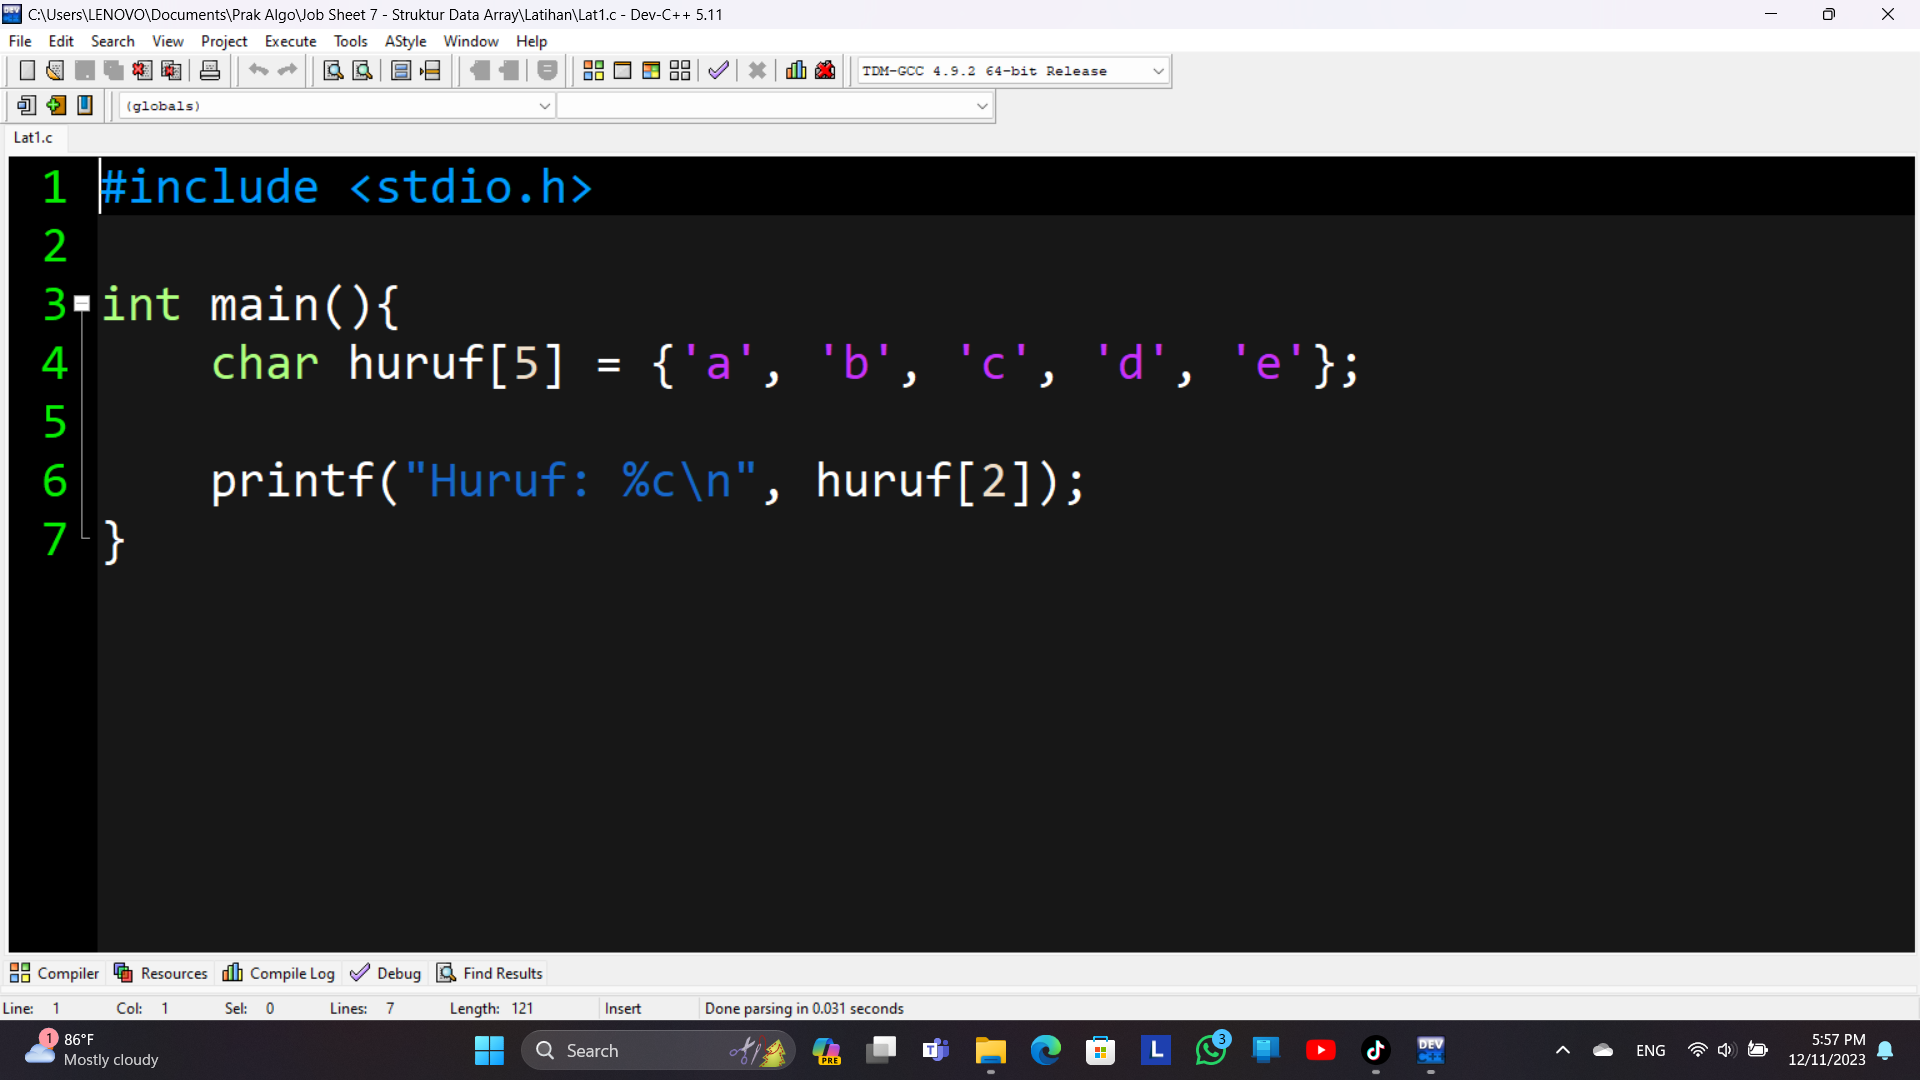 C:\Users\LENOVO\Documents\Prak Algo\Job Sheet 7 - Struktur Data Array\Latihan\Lat1.c - Dev-C++ 5.11
File Edit Search View Project Execute Tools AStyle Window Help
TDM-GCC 4.9.2 64-bit Release
(globals)
Lat1.c
1 #include <stdio.h>
2
3 int main(){
4 char huruf[5] = {'a', 'b', 'c', 'd', 'e'};
5
6 printf("Huruf: %c\n", huruf[2]);
7 }
Compiler Resources Compile Log Debug Find Results
Line: 1 Col: 1 Sel: 0 Lines: 7 Length: 121 Insert Done parsing in 0.031 seconds
1 86°F
Mostly cloudy
Search
PRE
L
3
DEV
C++
ENG
5:57 PM
12/11/2023